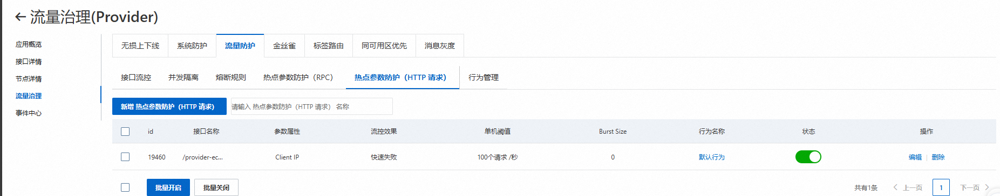 流量治理(Provider)
应用概览
接口详情
节点详情
流量治理
事件中心
无损上下线 系统防护 流量防护 金丝雀 标签路由 同可用区优先 消息灰度
接口流控 并发隔离 熔断规则 热点参数防护（RPC） 热点参数防护（HTTP 请求） 行为管理
新增 热点参数防护（HTTP 请求） 请输入 热点参数防护（HTTP 请求） 名称
id 接口名称 参数属性 流控效果 单机阈值 Burst Size 行为名称 状态 操作
19460 /provider-ec... Client IP 快速失败 100个请求 /秒 0 默认行为 编辑 删除
批量开启 批量关闭 共有1条 上一页 1 下一页